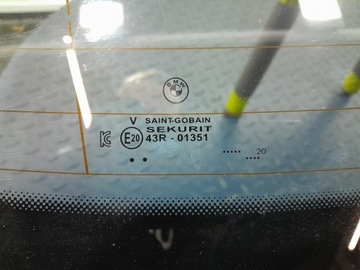 BMW
V SAINT-GOBAIN
SEKURIT
E20 43R - 01351
.. ..... 20
....